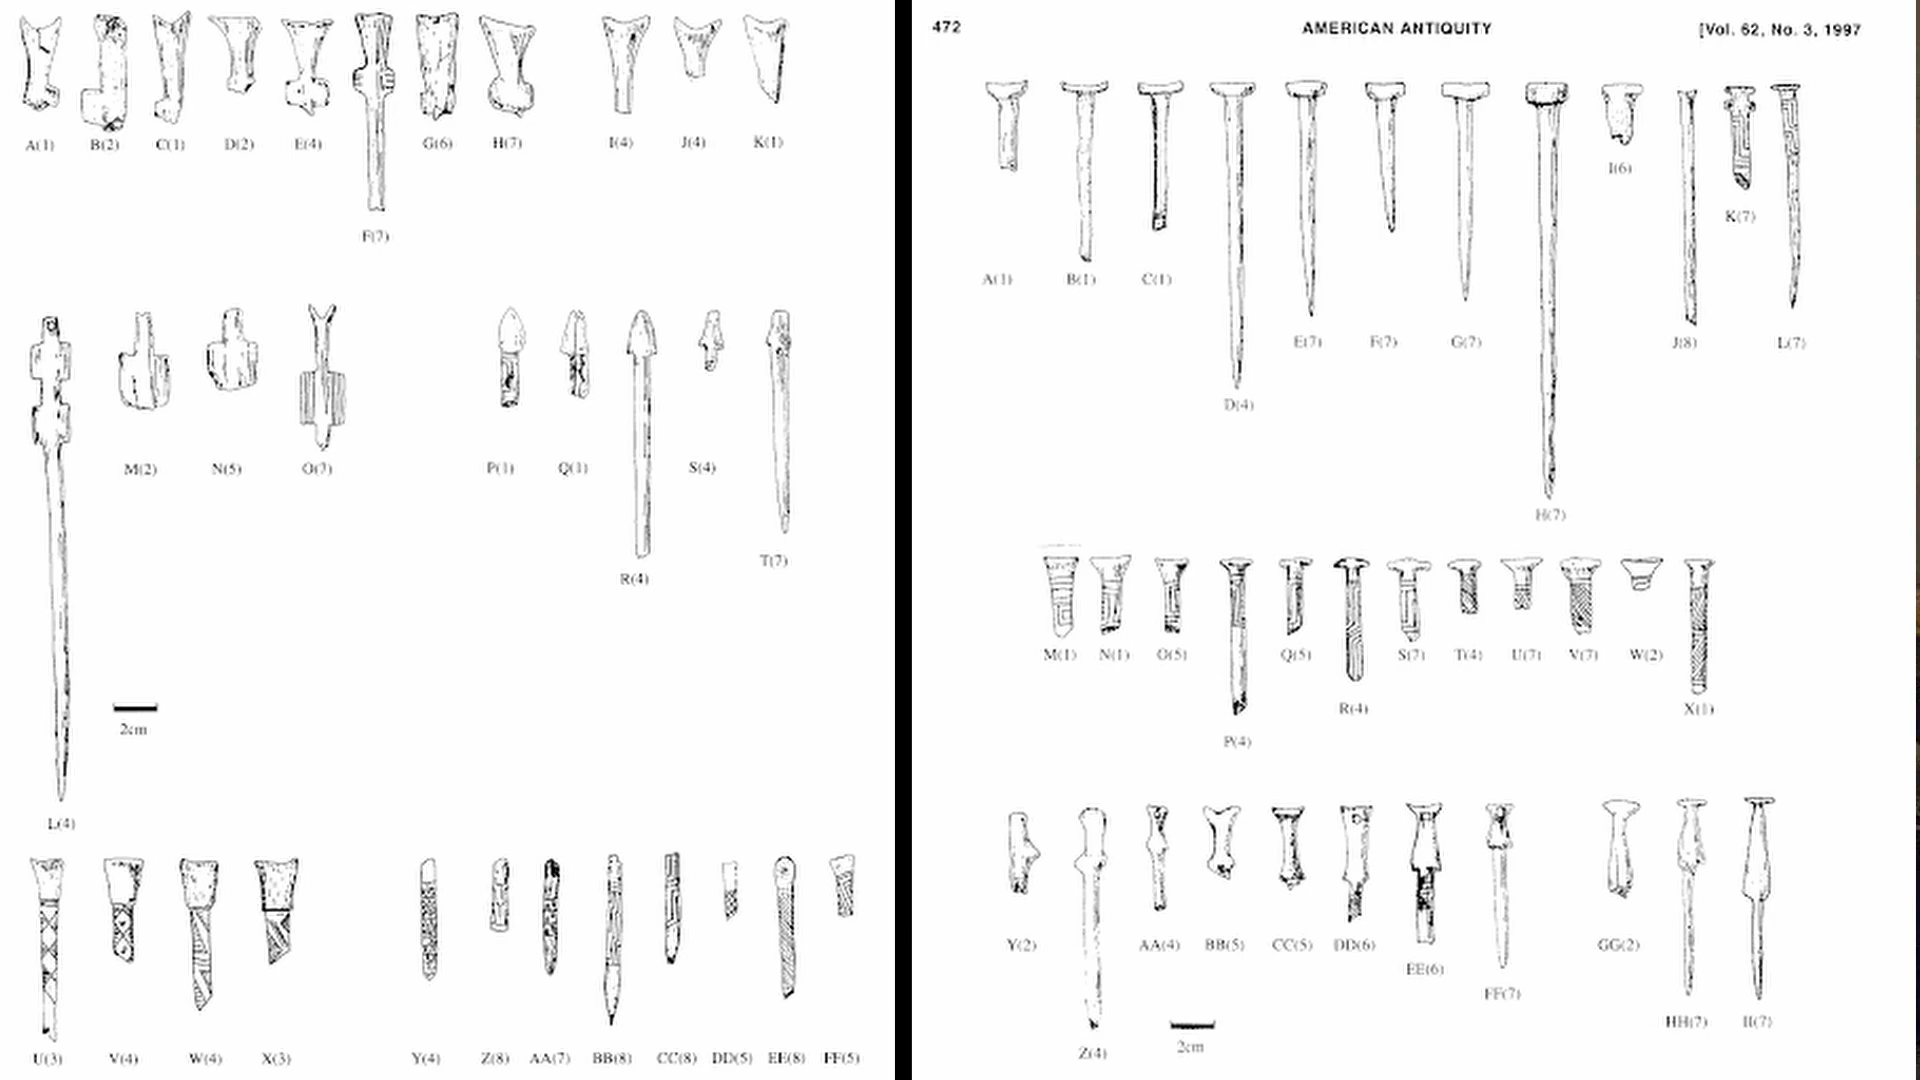 A(1) B(2) C(1) D(2) E(4) G(6) H(7) I(4) J(4) K(1)
F(7)
M(2) N(5) O(7) P(1) Q(1) S(4)
T(7)
R(4)
2cm
L(4)
U(3) V(4) W(4) X(3) Y(4) Z(8) AA(7) BB(8) CC(8) DD(5) EE(8) FF(5)
472 AMERICAN ANTIQUITY [Vol. 62, No. 3, 1997
I(6)
K(7)
A(1) B(1) C(1)
E(7) F(7) G(7) J(8) L(7)
D(4)
H(7)
M(1) N(1) O(5) Q(5) S(7) T(4) U(7) V(7) W(2)
R(4) X(1)
P(4)
Y(2) AA(4) BB(5) CC(5) DD(6) GG(2)
EE(6)
FF(7)
HH(7) II(7)
2cm
Z(4)